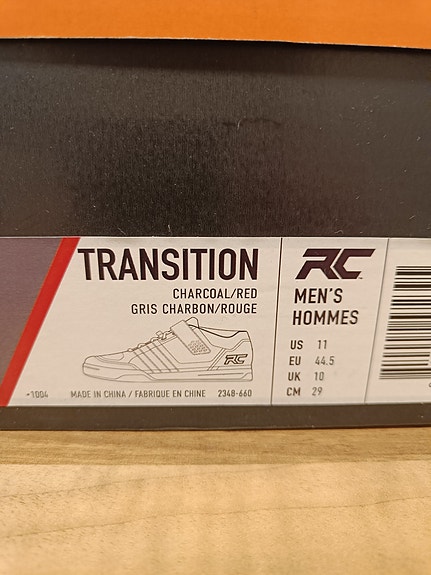 TRANSITION
CHARCOAL/RED
GRIS CHARBON/ROUGE
RC
-1004 MADE IN CHINA / FABRIQUE EN CHINE 2348-660
RC
MEN'S
HOMMES
US 11
EU 44.5
UK 10
CM 29